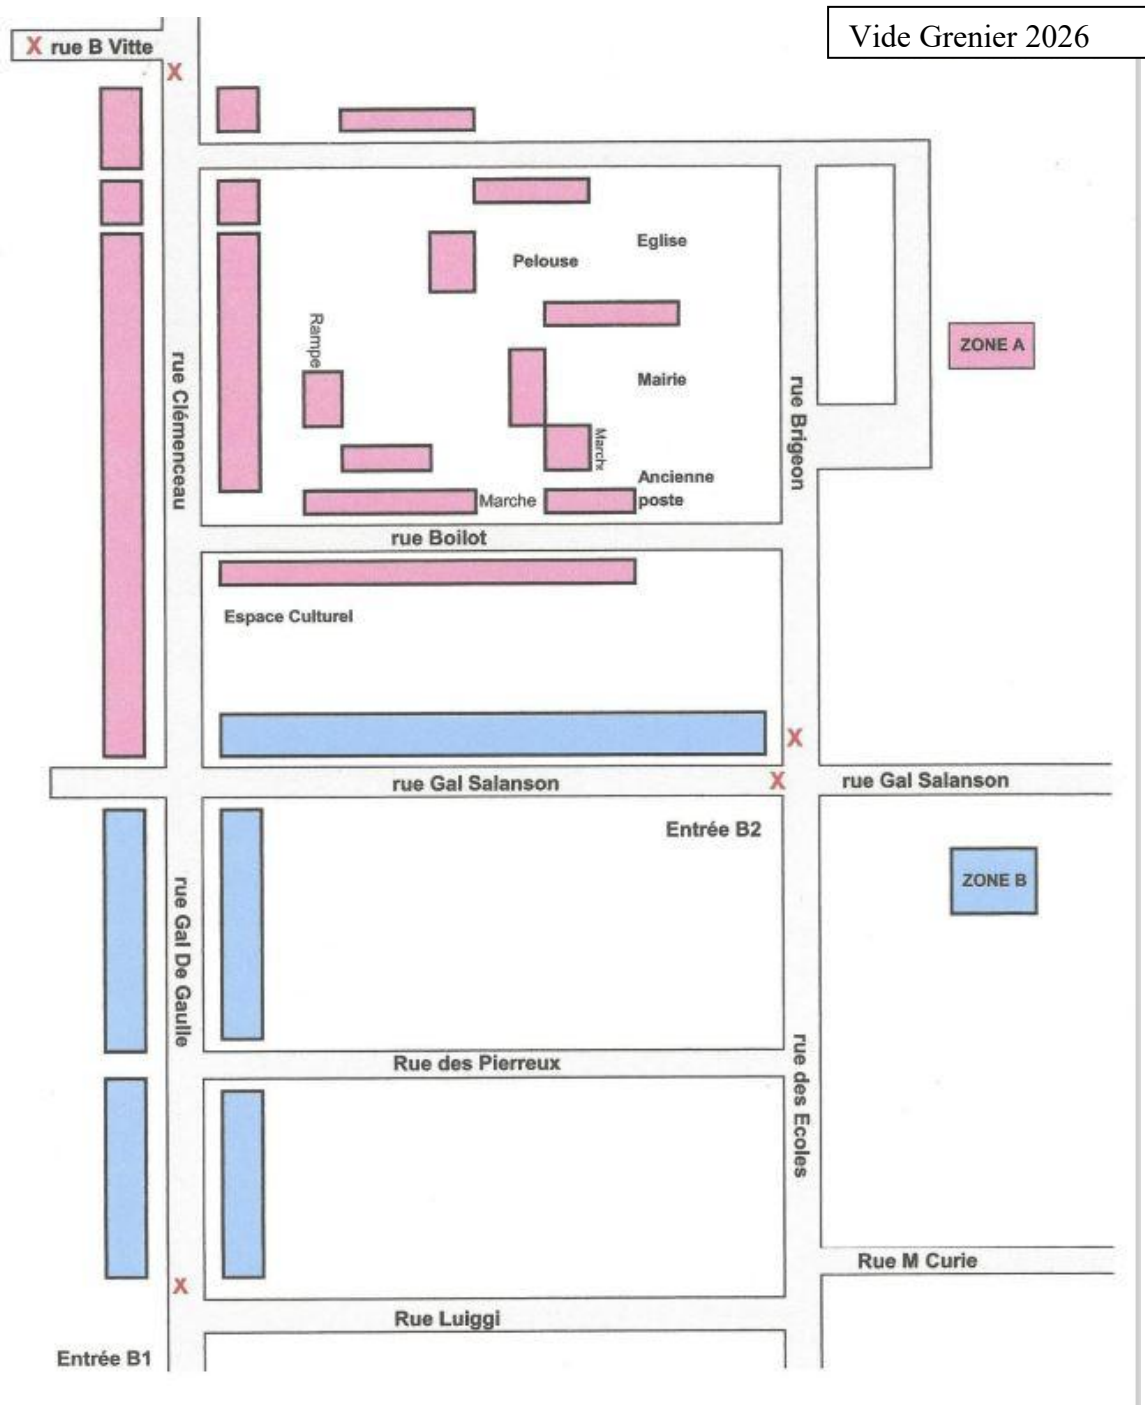 Vide Grenier 2026
X rue B Vitte
X
Eglise
Pelouse
Rampe
ZONE A
rue Clémenceau
Mairie
rue Brigeon
Marche
Ancienne
poste
Marche
rue Boilot
Espace Culturel
X
rue Gal Salanson
X
rue Gal Salanson
Entrée B2
ZONE B
rue Gal De Gaulle
Rue des Pierreux
rue des Ecoles
Rue M Curie
X
Rue Luiggi
Entrée B1